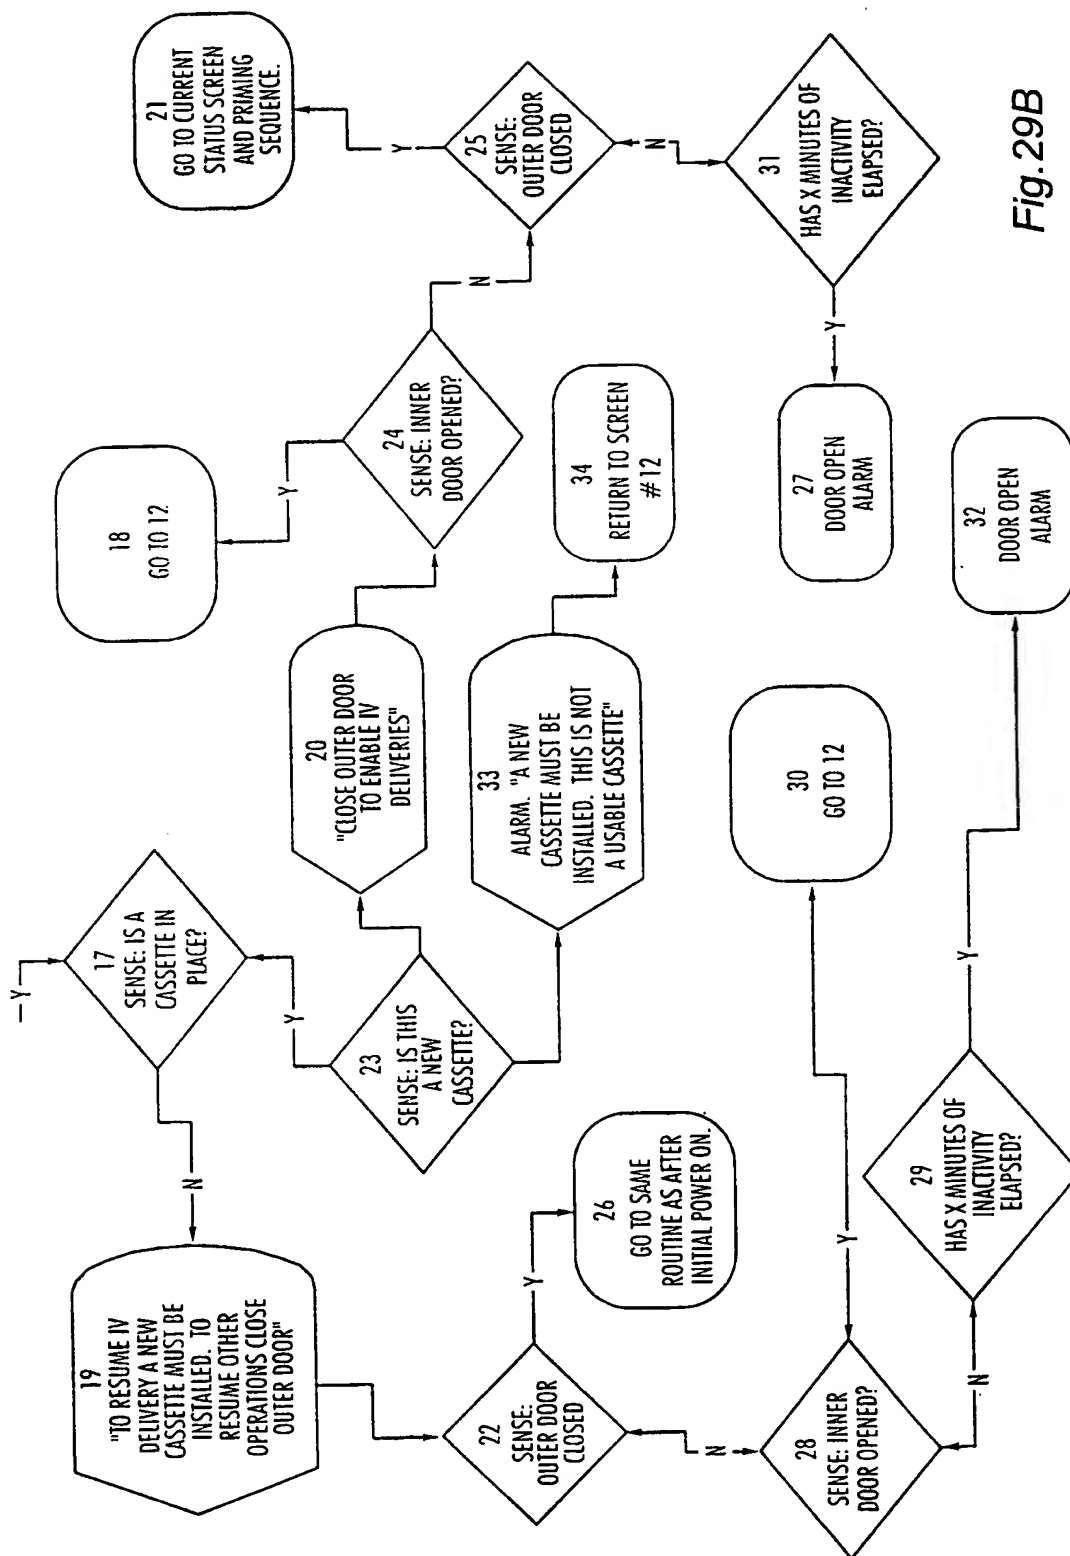 Y
17
SENSE: IS A
CASSETTE IN
PLACE?
N
19
"TO RESUME IV
DELIVERY A NEW
CASSETTE MUST BE
INSTALLED. TO
RESUME OTHER
OPERATIONS CLOSE
OUTER DOOR"
22
SENSE:
OUTER DOOR
CLOSED
Y
26
GO TO SAME
ROUTINE AS AFTER
INITIAL POWER ON.
N
28
SENSE: INNER
DOOR OPENED?
Y
30
GO TO 12
N
29
HAS X MINUTES OF
INACTIVITY
ELAPSED?
Y
32
DOOR OPEN
ALARM
Y
23
SENSE: IS THIS
A NEW
CASSETTE?
20
"CLOSE OUTER DOOR
TO ENABLE IV
DELIVERIES"
33
ALARM. "A NEW
CASSETTE MUST BE
INSTALLED. THIS IS NOT
A USABLE CASSETTE"
34
RETURN TO SCREEN
#12
24
SENSE: INNER
DOOR OPENED?
Y
18
GO TO 12
N
25
SENSE:
OUTER DOOR
CLOSED
Y
21
GO TO CURRENT
STATUS SCREEN
AND PRIMING
SEQUENCE.
N
31
HAS X MINUTES OF
INACTIVITY
ELAPSED?
Y
27
DOOR OPEN
ALARM
Fig.29B